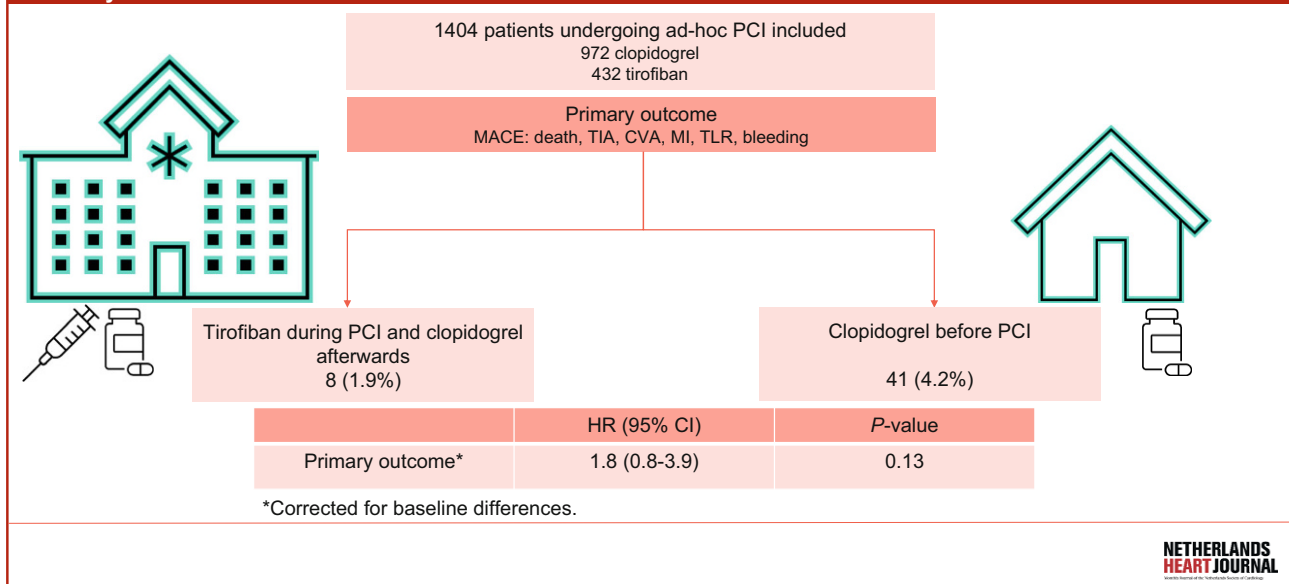 1404 patients undergoing ad-hoc PCI included
972 clopidogrel
432 tirofiban
Primary outcome
MACE: death, TIA, CVA, MI, TLR, bleeding
Tirofiban during PCI and clopidogrel
afterwards
8 (1.9%)
Clopidogrel before PCI
41 (4.2%)
HR (95% CI) P-value
Primary outcome* 1.8 (0.8-3.9) 0.13
*Corrected for baseline differences.
NETHERLANDS
HEART JOURNAL